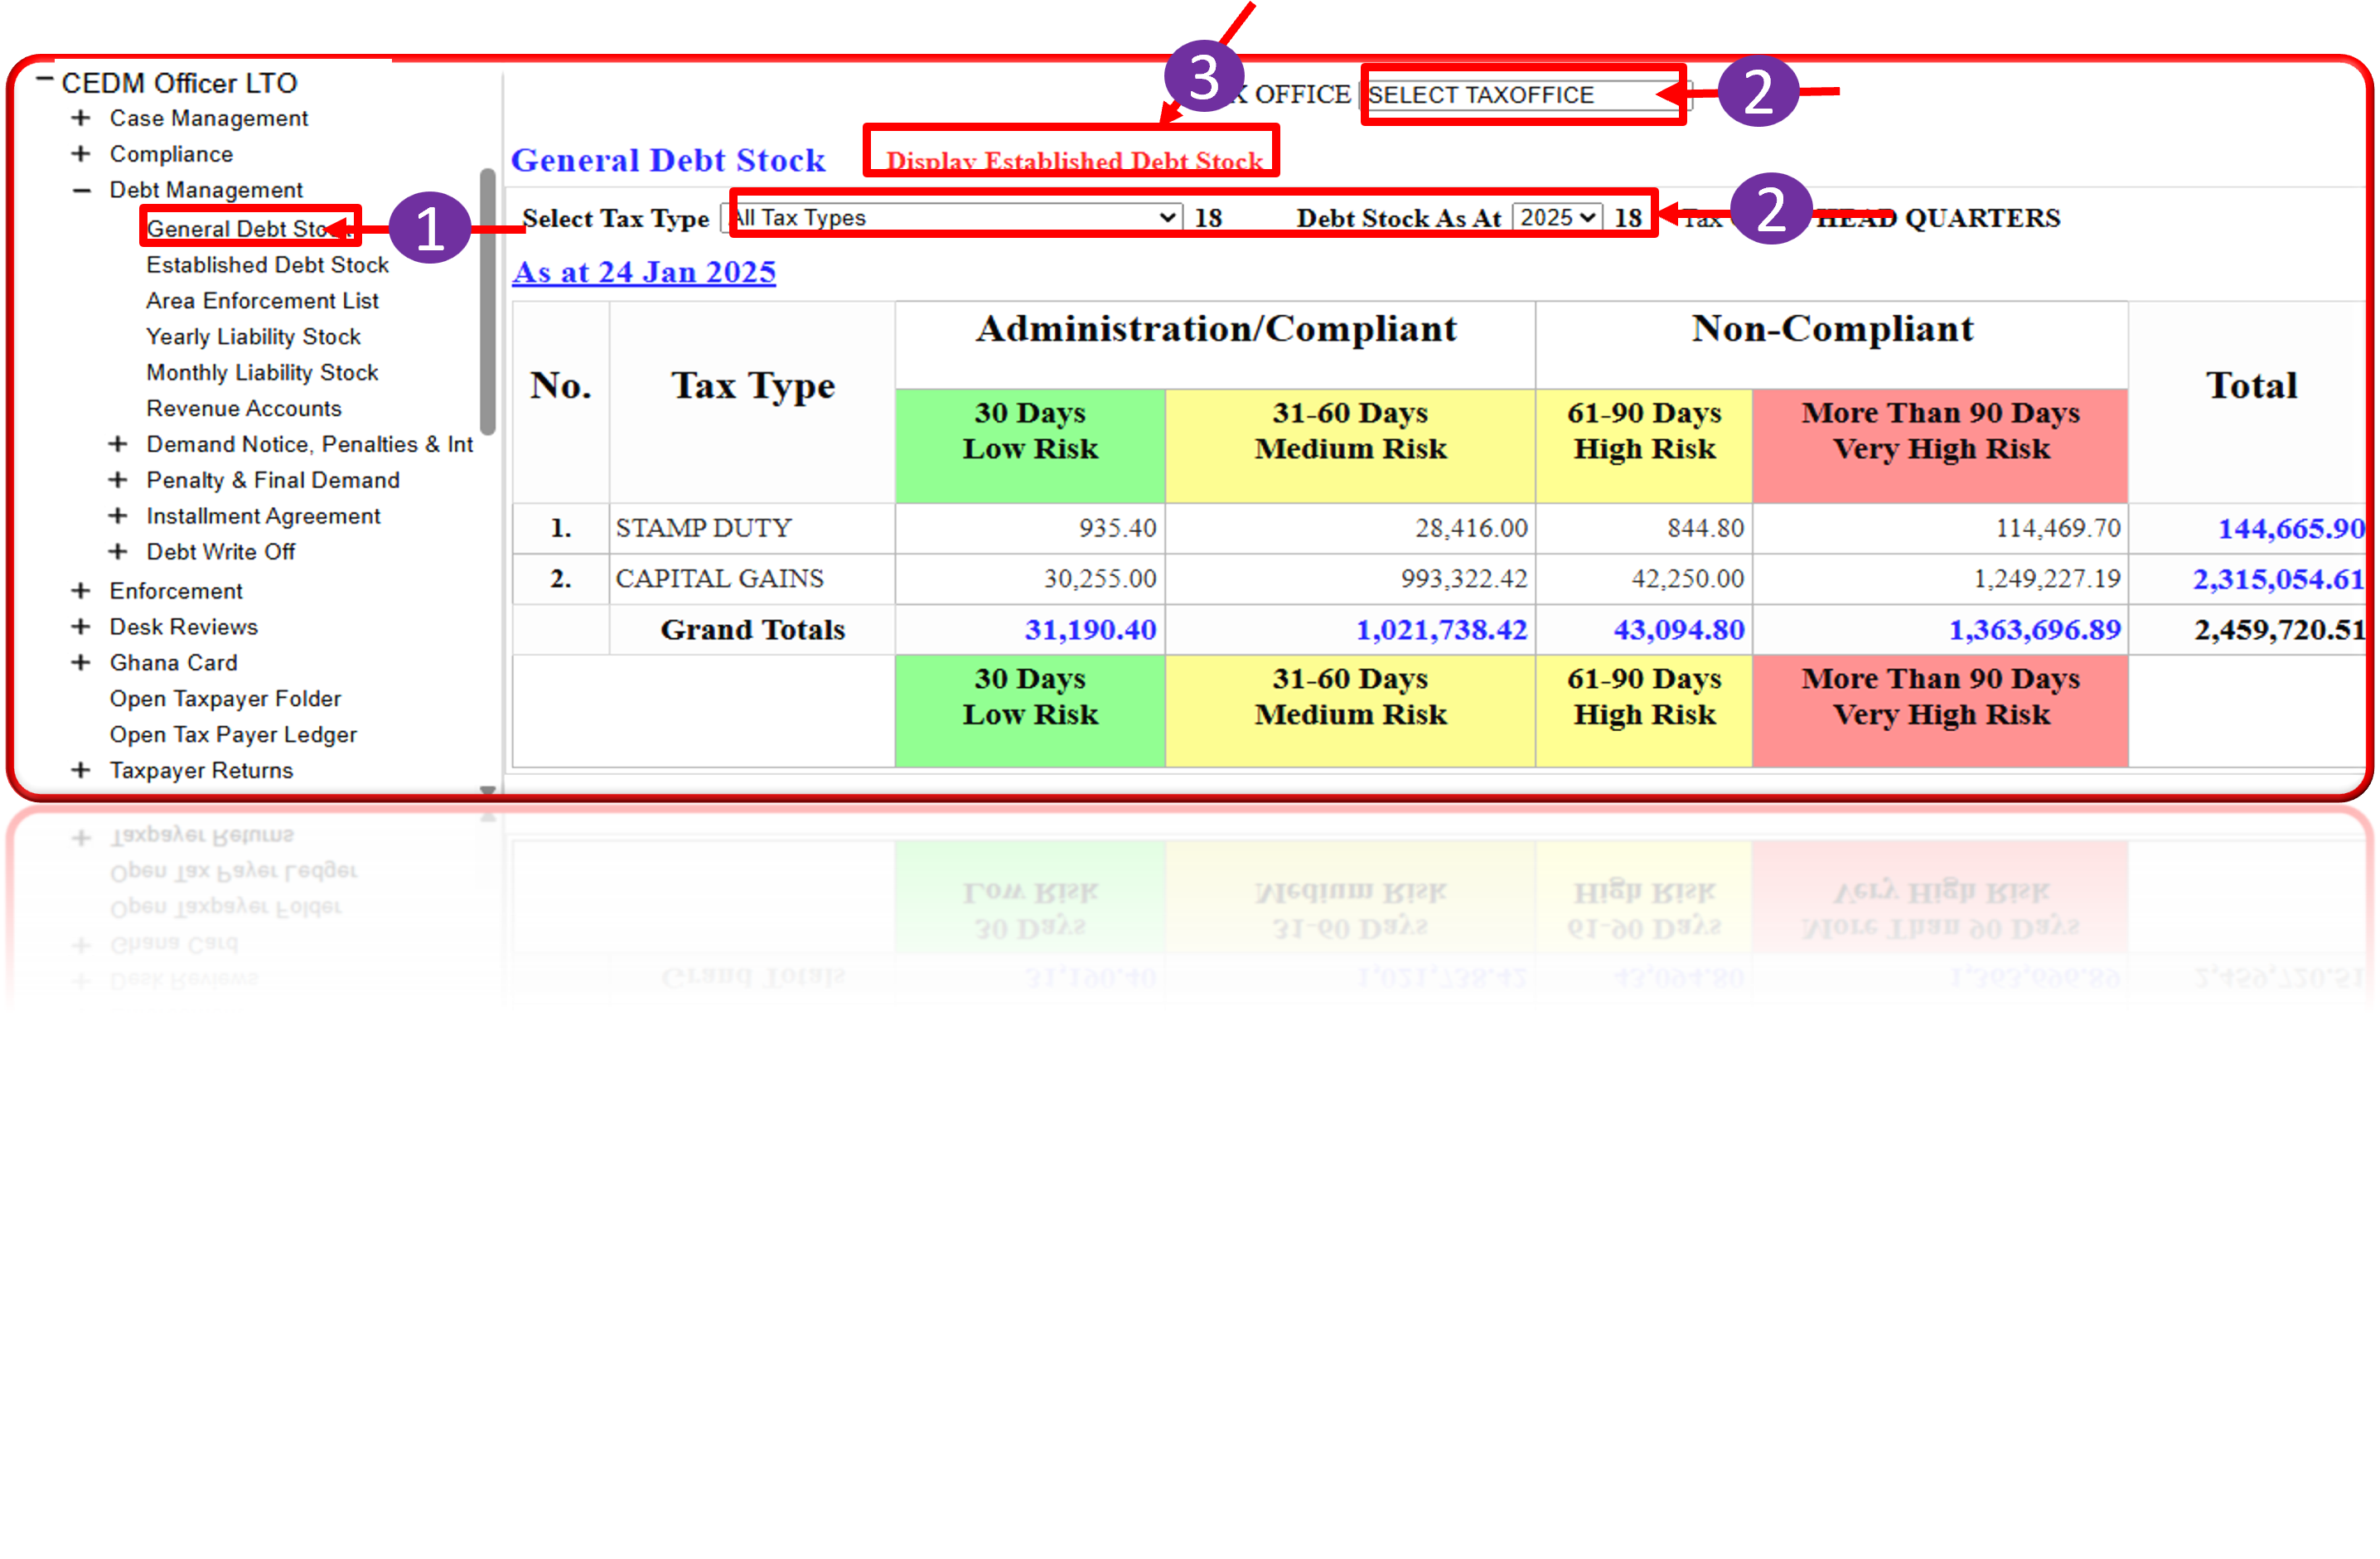 CEDM Officer LTO
Case Management
Compliance
Debt Management
General Debt
Established Debt Stock
Area Enforcement List
Yearly Liability Stock
Monthly Liability Stock
Revenue Accounts
Demand Notice, Penalties & Int
Penalty & Final Demand
Installment Agreement
Debt Write Off
Enforcement
Desk Reviews
Ghana Card
Open Taxpayer Folder
Open Tax Payer Ledger
Taxpayer Returns
1
3
OFFICE SELECT TAXOFFICE
2
General Debt Stock Display Established Debt Stock
Select Tax Type All Tax Types 18 Debt Stock As At 2025 18 Tax HEAD QUARTERS
2
As at 24 Jan 2025
No. Tax Type Administration/Compliant Non-Compliant Total
30 Days 31-60 Days 61-90 Days More Than 90 Days
Low Risk Medium Risk High Risk Very High Risk
1. STAMP DUTY 935.40 28,416.00 844.80 114,469.70 144,665.90
2. CAPITAL GAINS 30,255.00 993,322.42 42,250.00 1,249,227.19 2,315,054.61
Grand Totals 31,190.40 1,021,738.42 43,094.80 1,363,696.89 2,459,720.51
30 Days 31-60 Days 61-90 Days More Than 90 Days
Low Risk Medium Risk High Risk Very High Risk